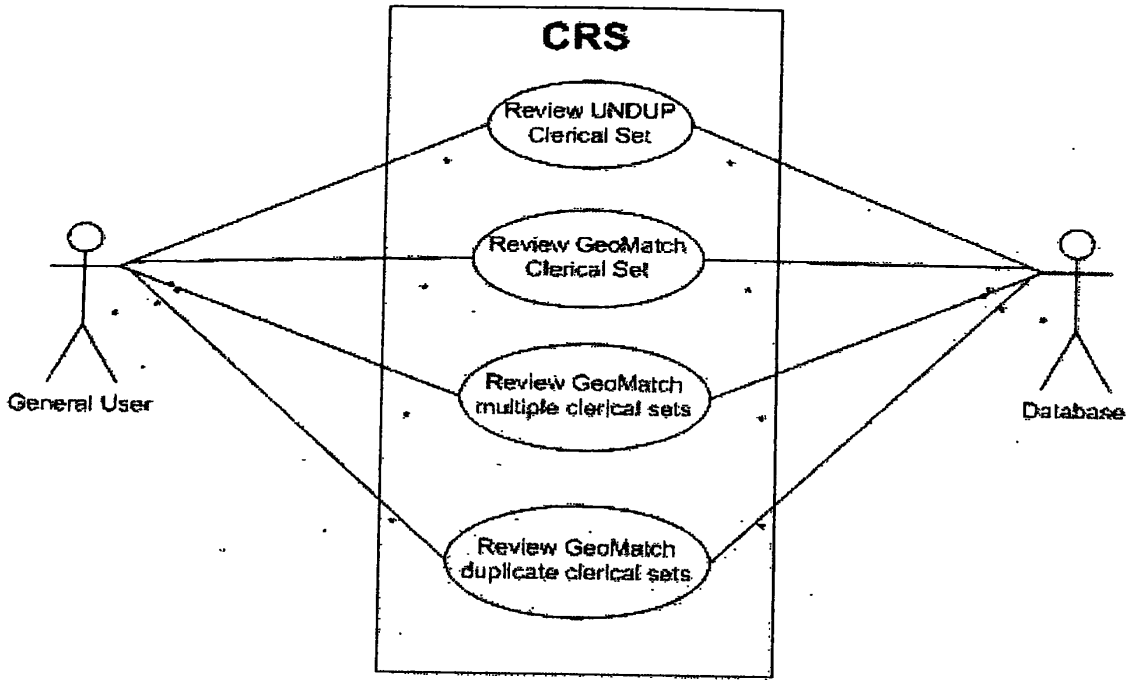 CRS
Review UNDUP
Clerical Set
Review GeoMatch
Clerical Set
Review GeoMatch
multiple clerical sets
Review GeoMatch
duplicate clerical sets
General User
Database